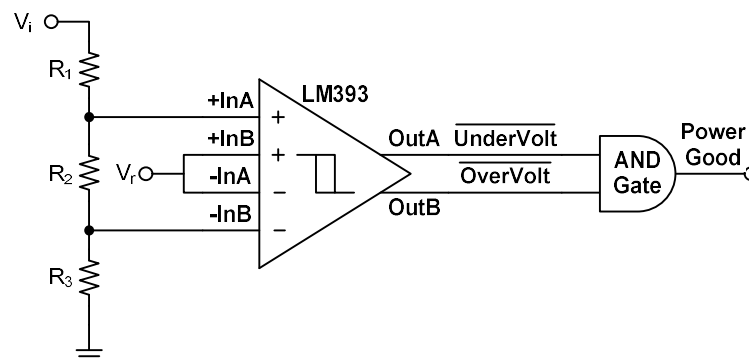 Vi
R1
R2
R3
Vr
+InA
+InB
-InA
-InB
LM393
+
+
−
−
OutA
OutB
UnderVolt
OverVolt
AND
Gate
Power
Good